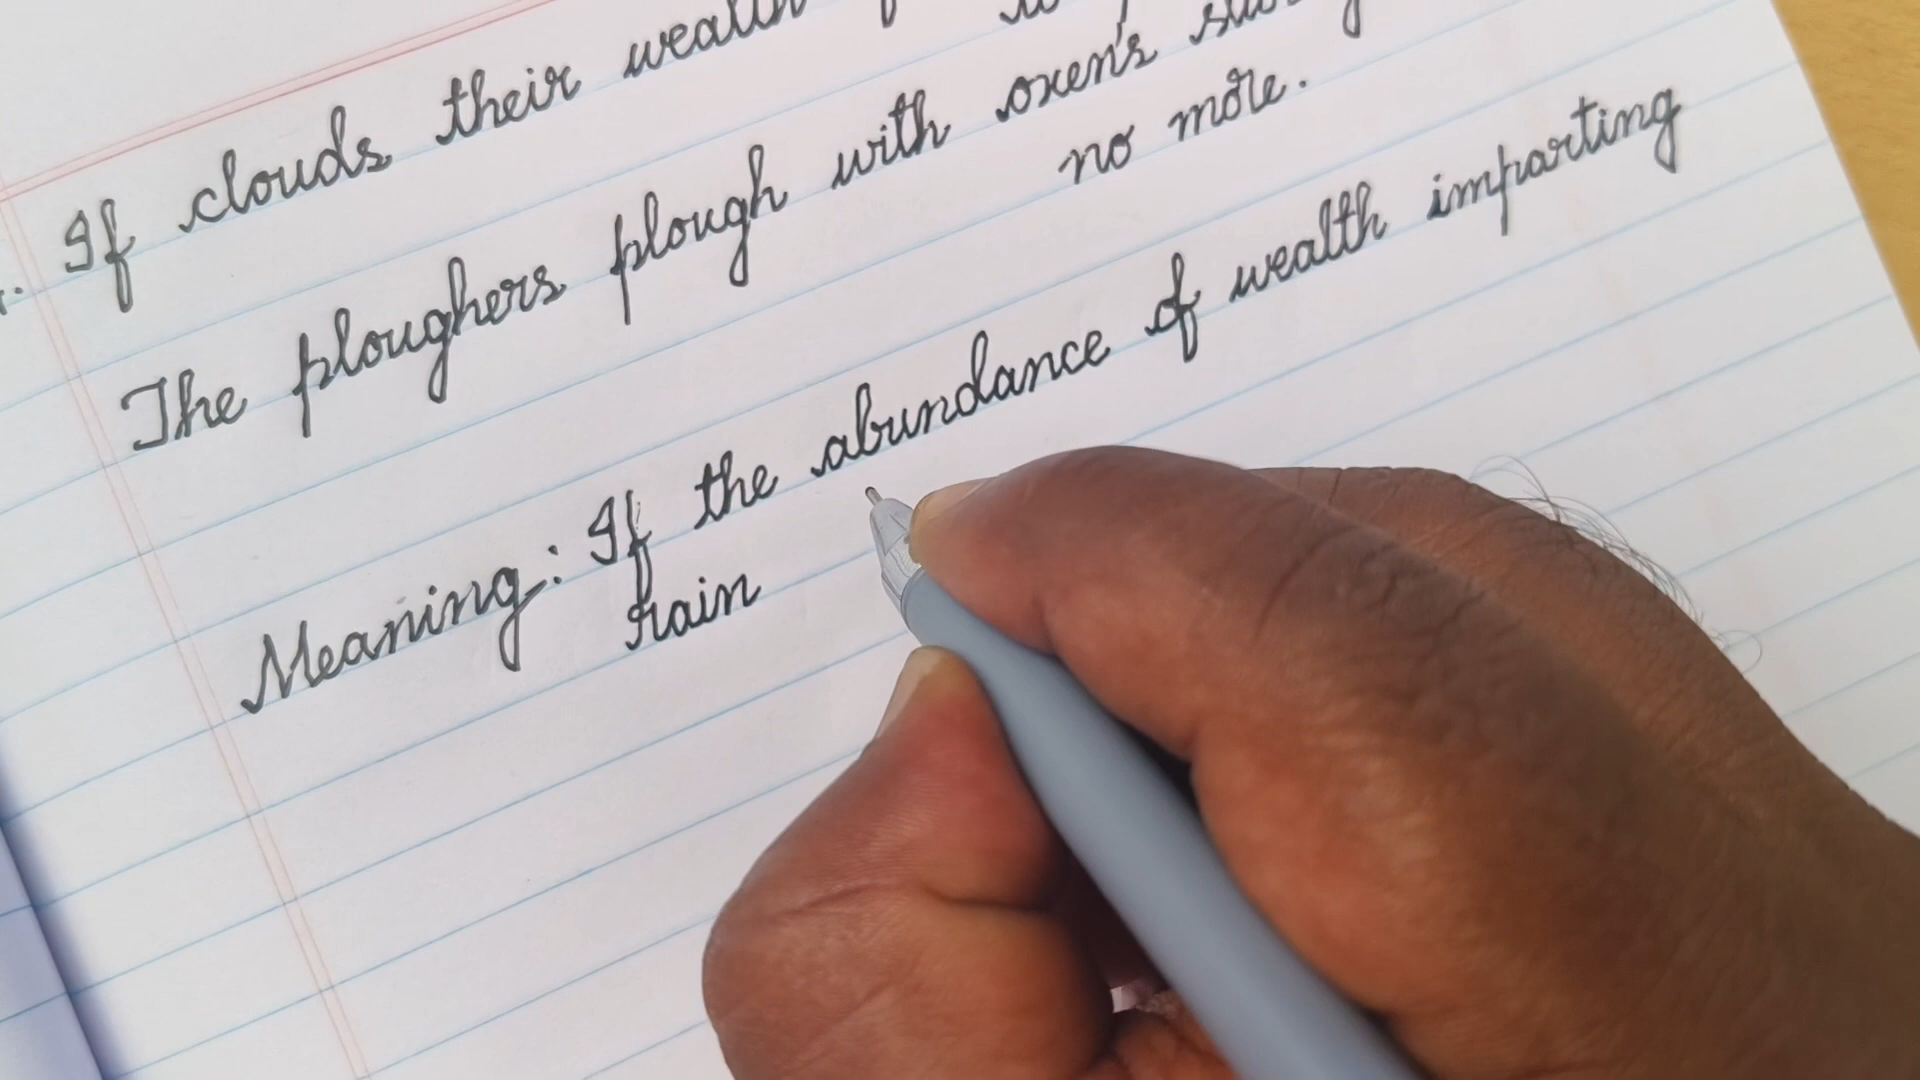 If clouds their wealth
The ploughers plough with oxen's
no more.
Meaning: If the abundance of wealth imparting
rain